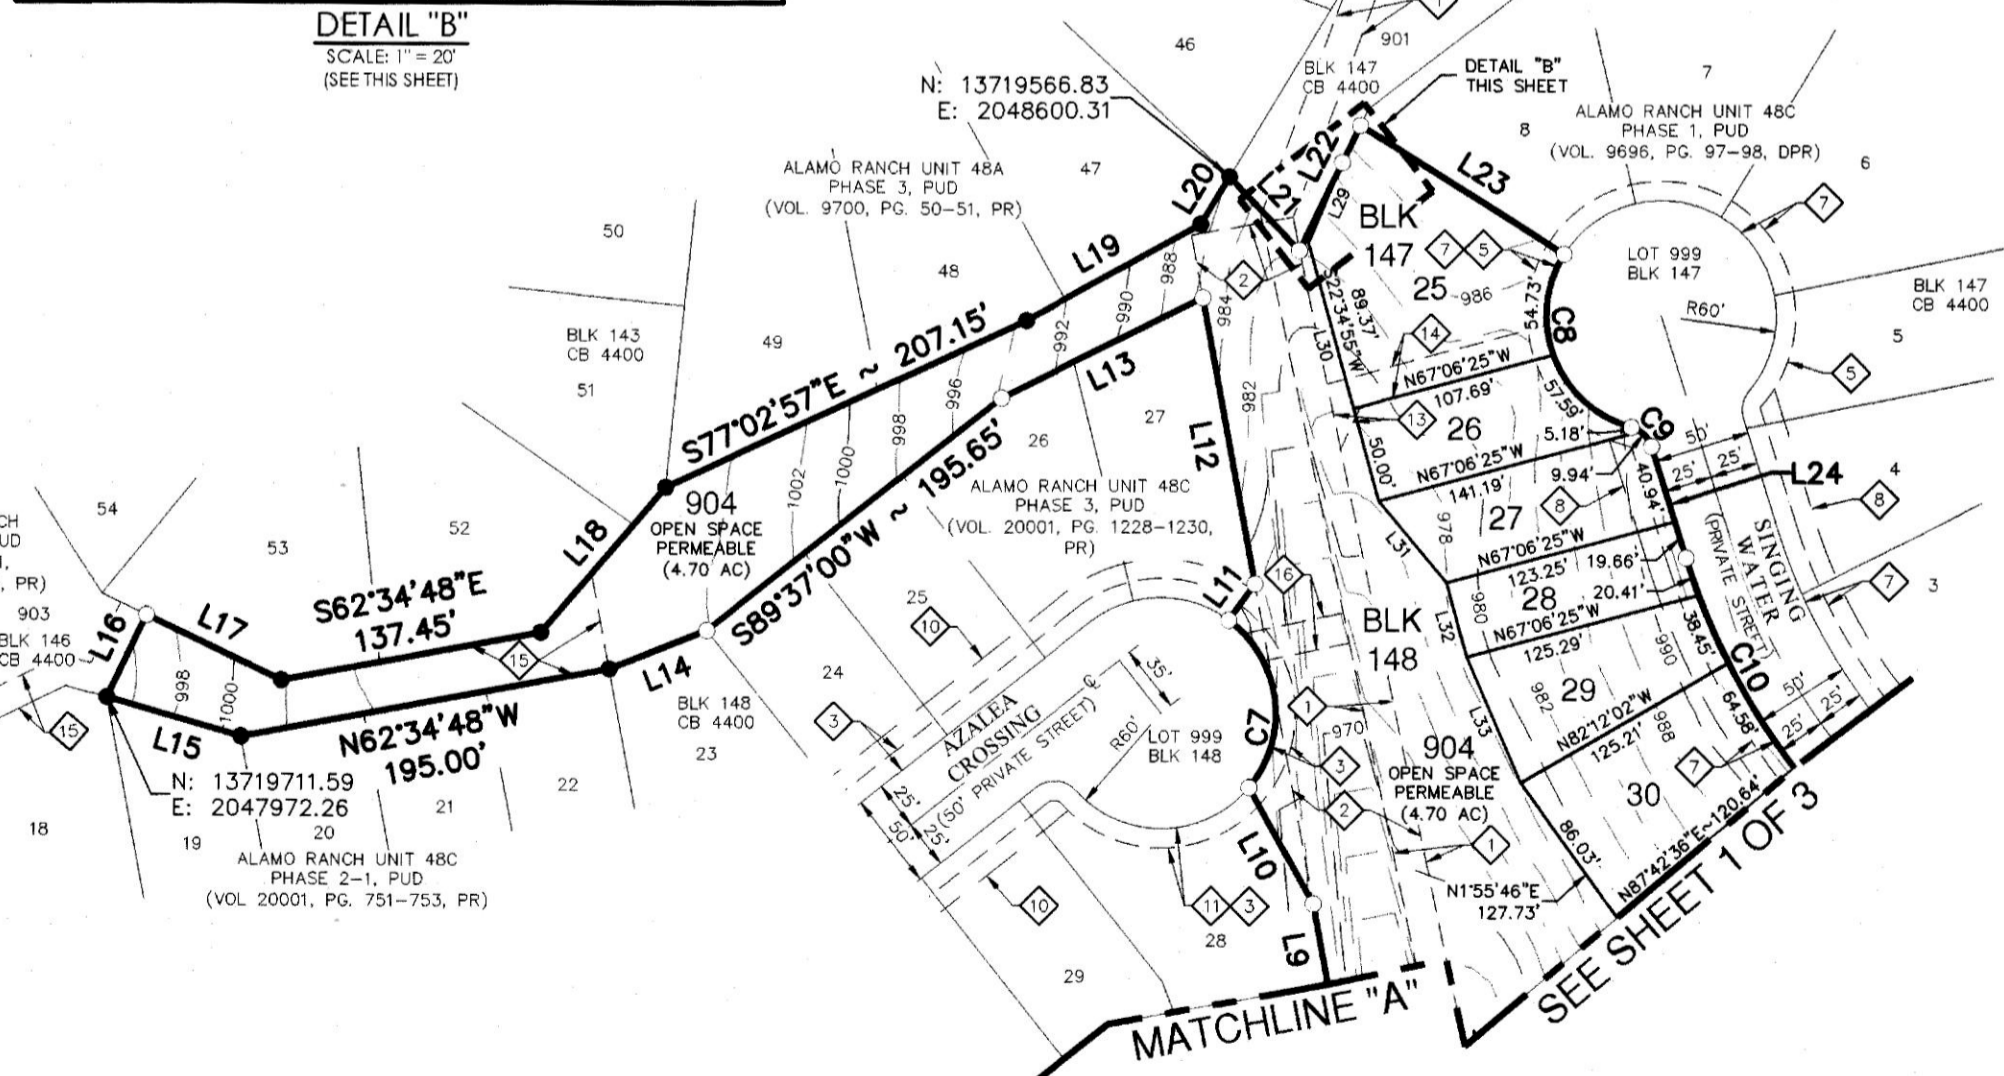 DETAIL "B"
SCALE: 1" = 20'
(SEE THIS SHEET)
N: 13719566.83
E: 2048600.31
46
901
BLK 147
CB 4400
DETAIL "B"
THIS SHEET
7
ALAMO RANCH UNIT 48C
PHASE 1, PUD
(VOL. 9696, PG. 97-98, DPR)
8
6
ALAMO RANCH UNIT 48A
PHASE 3, PUD
(VOL. 9700, PG. 50-51, PR)
47
L20
L21
L22
L29
L23
7
BLK
147
7
5
25
986
54.73'
C8
LOT 999
BLK 147
R60'
BLK 147
CB 4400
5
5
50
48
L19
988
990
992
984
2
S22°34'55"W
89.37'
L30
14
N67°06'25"W
107.69'
57.59'
BLK 143
CB 4400
51
49
S77°02'57"E ~ 207.15'
996
998
1000
1002
L13
27
26
L12
982
13
26
50.00'
5.18'
C9
50'
25'
25'
N67°06'25"W
141.19'
9.94'
40.94'
L24
4
8
8
27
54
53
52
904
OPEN SPACE
PERMEABLE
(4.70 AC)
S89°37'00"W ~ 195.65'
ALAMO RANCH UNIT 48C
PHASE 3, PUD
(VOL. 20001, PG. 1228-1230,
PR)
L18
978
L31
N67°06'25"W
123.25'
19.66'
28
20.41'
980
SINGING
WATER
(PRIVATE STREET)
7
3
CH
UD
, PR)
903
BLK 146
CB 4400
L16
L17
S62°34'48"E
137.45'
998
1000
15
15
L14
L11
16
25
10
BLK
148
L32
N67°06'25"W
125.29'
38.45'
990
C10
29
982
L15
N62°34'48"W
195.00'
BLK 148
CB 4400
23
24
3
AZALEA
CROSSING
(50' PRIVATE STREET)
35'
R60'
LOT 999
BLK 148
C7
1
970
3
904
OPEN SPACE
PERMEABLE
(4.70 AC)
L33
N82°12'02"W
125.21'
988
64.58'
50'
25'
25'
7
30
N: 13719711.59
E: 2047972.26
18
19
20
21
22
ALAMO RANCH UNIT 48C
PHASE 2-1, PUD
(VOL 20001, PG. 751-753, PR)
25'
25'
50'
2
1
L10
86.03'
N87°42'36"E~120.64'
N1°55'46"E
127.73'
10
11
3
28
29
L9
MATCHLINE "A"
SEE SHEET 1 OF 3